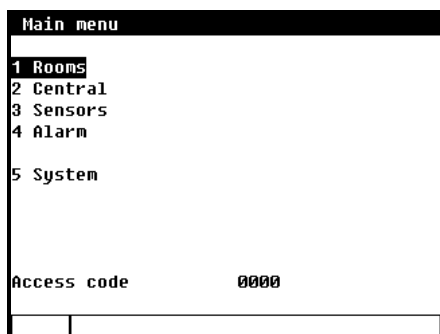 Main menu
1 Rooms
2 Central
3 Sensors
4 Alarm
5 System
Access code 0000